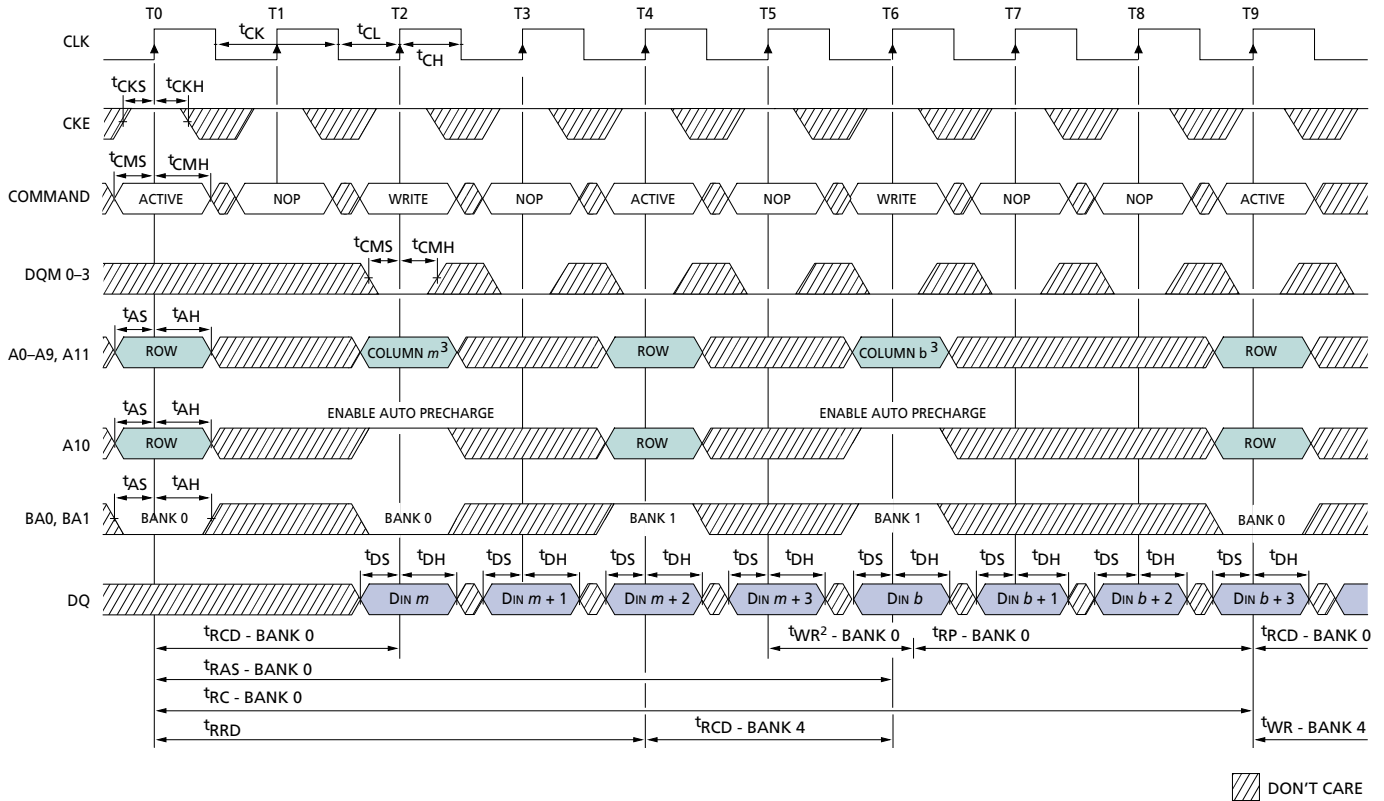 T0 T1 T2 T3 T4 T5 T6 T7 T8 T9
CLK tCK tCL tCH
tCKS tCKH
CKE
tCMS tCMH
COMMAND ACTIVE NOP WRITE NOP ACTIVE NOP WRITE NOP NOP ACTIVE
tCMS tCMH
DQM 0–3
tAS tAH
A0–A9, A11 ROW COLUMN m3 ROW COLUMN b 3 ROW
tAS tAH ENABLE AUTO PRECHARGE ENABLE AUTO PRECHARGE
A10 ROW ROW ROW
tAS tAH
BA0, BA1 BANK 0 BANK 0 BANK 1 BANK 1 BANK 0
tDS tDH tDS tDH tDS tDH tDS tDH tDS tDH tDS tDH tDS tDH tDS tDH
DQ DIN m DIN m + 1 DIN m + 2 DIN m + 3 DIN b DIN b + 1 DIN b + 2 DIN b + 3
tRCD - BANK 0 tWR2 - BANK 0 tRP - BANK 0 tRCD - BANK 0
tRAS - BANK 0
tRC - BANK 0
tRRD tRCD - BANK 4 tWR - BANK 4
DON'T CARE